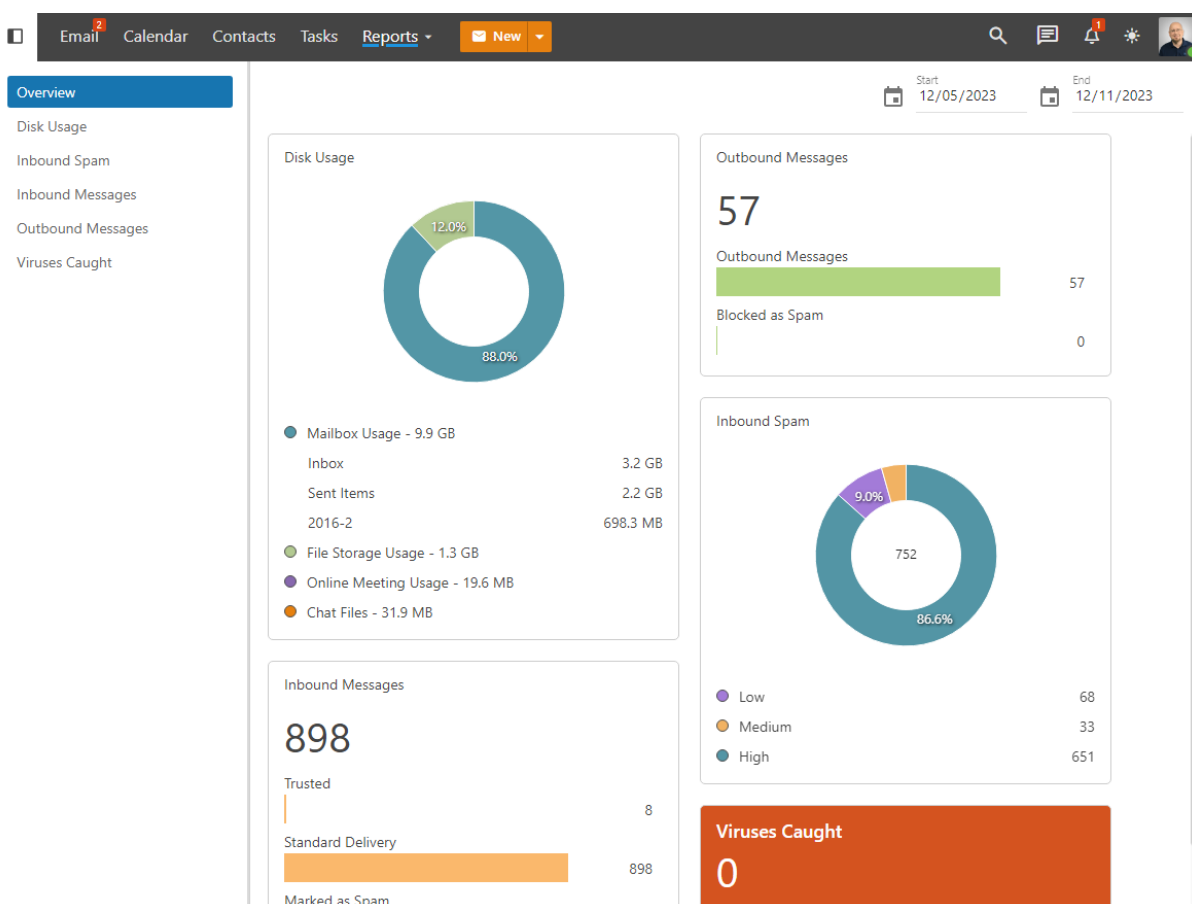 Email 2 Calendar Contacts Tasks Reports New 1
Overview
Disk Usage
Inbound Spam
Inbound Messages
Outbound Messages
Viruses Caught
Start
12/05/2023
End
12/11/2023
Disk Usage
12.0%
88.0%
Mailbox Usage - 9.9 GB
Inbox 3.2 GB
Sent Items 2.2 GB
2016-2 698.3 MB
File Storage Usage - 1.3 GB
Online Meeting Usage - 19.6 MB
Chat Files - 31.9 MB
Inbound Messages
898
Trusted
8
Standard Delivery
898
Marked as Spam
Outbound Messages
57
Outbound Messages
57
Blocked as Spam
0
Inbound Spam
9.0%
752
86.6%
Low 68
Medium 33
High 651
Viruses Caught
0